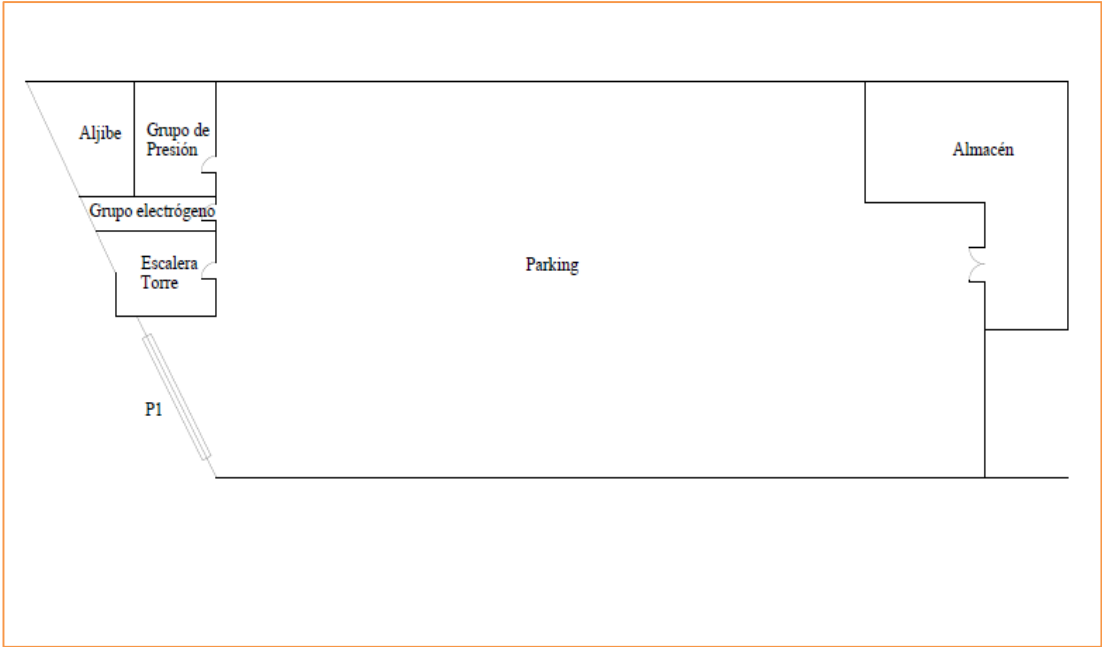 Aljibe
Grupo de
Presión
Almacén
Grupo electrógeno
Escalera
Torre
Parking
P1